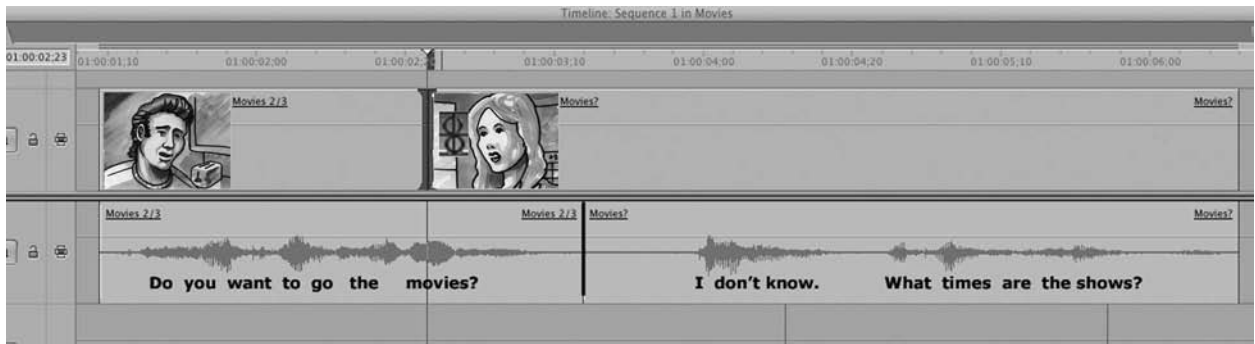 Timeline: Sequence 1 in Movies
01:00:02;23 01:00:01;10 01:00:02;00 01:00:03;10 01:00:04;00 01:00:04;20 01:00:05;10 01:00:06;00
Movies 2/3 Movies? Movies?
Movies 2/3 Movies 2/3 Movies? Movies?
Do you want to go the movies? I don't know. What times are the shows?